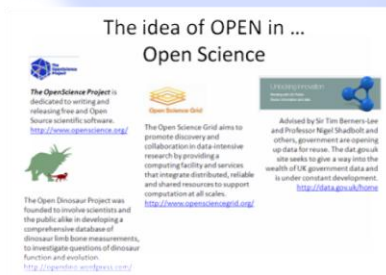 The idea of OPEN in ...
Open Science
The OpenScience Project
The OpenScience Project is
dedicated to writing and
releasing free and Open
Source scientific software.
http://www.openscience.org/
The Open Dinosaur Project was
founded to involve scientists and
the public alike in developing a
comprehensive database of
dinosaur limb bone measurements,
to investigate questions of dinosaur
function and evolution.
http://opendino.wordpress.com/
Open Science Grid
The Open Science Grid aims to
promote discovery and
collaboration in data-intensive
research by providing a
computing facility and services
that integrate distributed, reliable
and shared resources to support
computation at all scales.
http://www.opensciencegrid.org/
Unlocking innovation
Advised by Sir Tim Berners-Lee
and Professor Nigel Shadbolt and
others, government are opening
up data for reuse. The dat.gov.uk
site seeks to give a way into the
wealth of UK government data and
is under constant development.
http://data.gov.uk/home